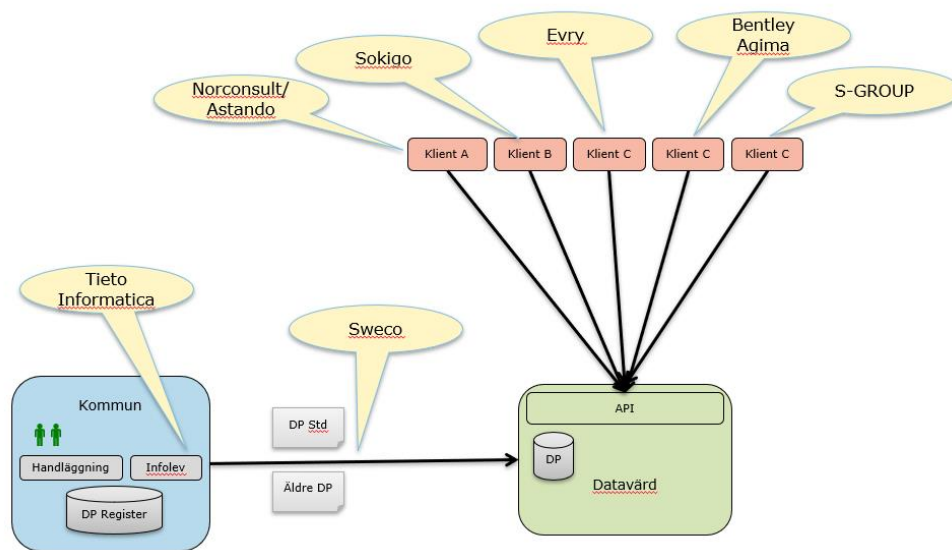 Evry
Bentley
Agima
Sokigo
S-GROUP
Norconsult/
Astando
Klient A
Klient B
Klient C
Klient C
Klient C
Tieto
Informatica
Sweco
Kommun
DP Std
API
Handläggning
Infolev
DP
Äldre DP
Datavärd
DP Register